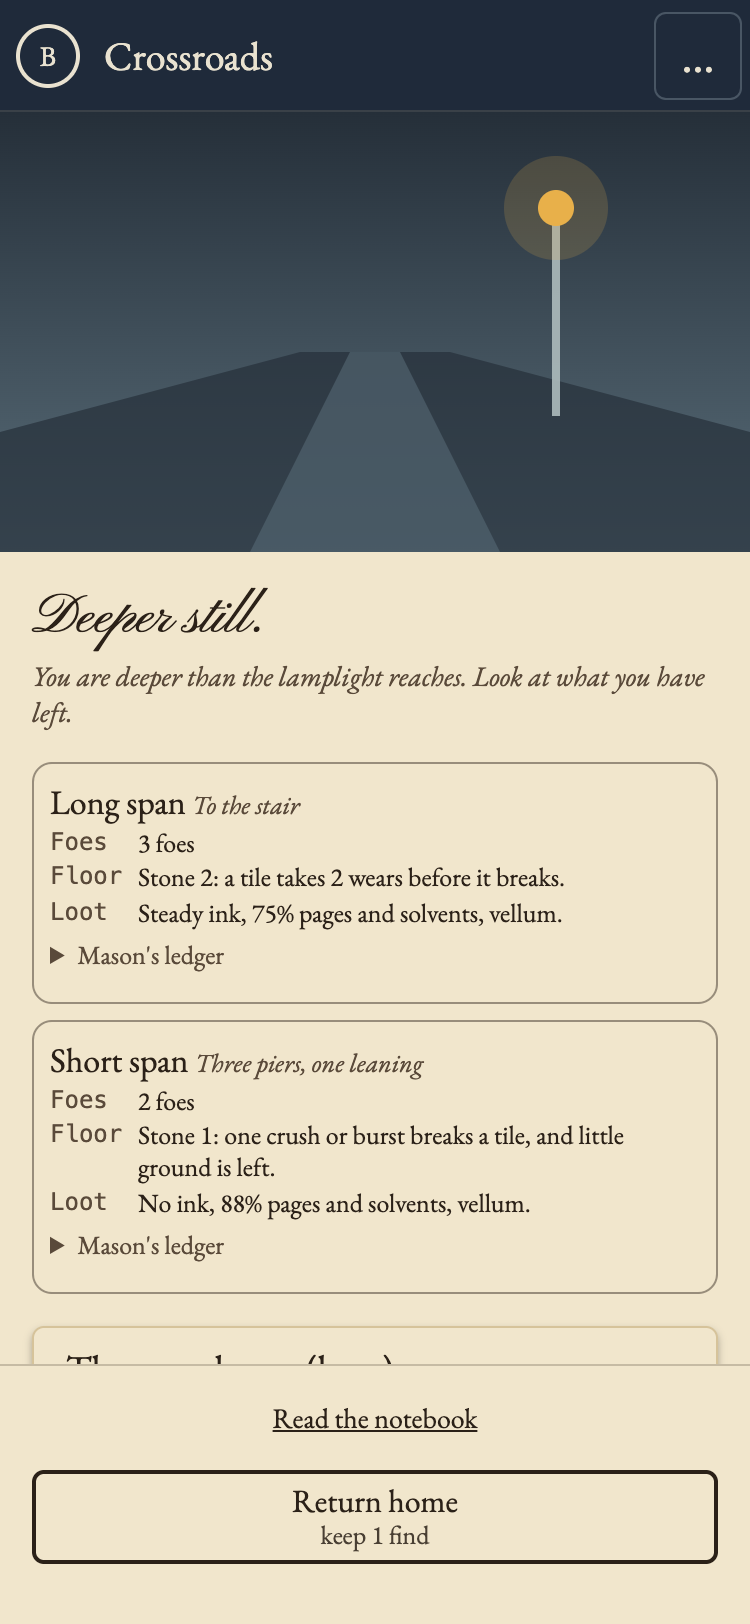 B
Crossroads
...
Deeper still.
You are deeper than the lamplight reaches. Look at what you have
left.
Long span To the stair
Foes 3 foes
Floor Stone 2: a tile takes 2 wears before it breaks.
Loot Steady ink, 75% pages and solvents, vellum.
▶ Mason's ledger
Short span Three piers, one leaning
Foes 2 foes
Floor Stone 1: one crush or burst breaks a tile, and little
ground is left.
Loot No ink, 88% pages and solvents, vellum.
▶ Mason's ledger
Read the notebook
Return home
keep 1 find